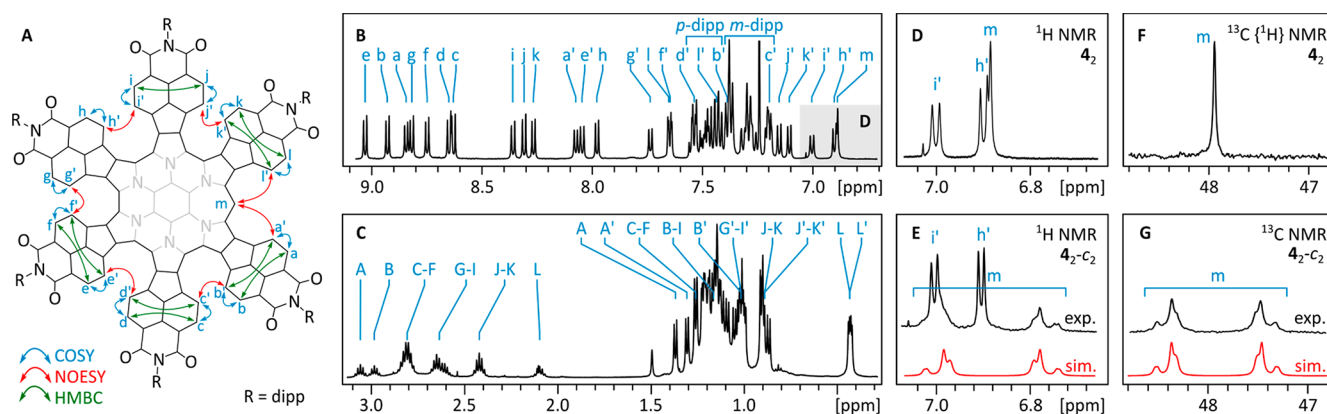 A
R
O N O
i j
i' j'
h
h'
k
k'
O
N-R
O
R-N
O
O
g
g'
l
l'
m
N N
N N
N N
f
f'
a'
a
e'
e
b'
b
d' c'
d c
O
R-N
O
O
N-R
O
O N O
R
COSY
NOESY
HMBC
R = dipp
B
p-dipp m-dipp
e b a g f d c i j k a' e' h g' l f' d' l' b' c' j' k' i' h' m
D
9.0 8.5 8.0 7.5 7.0 [ppm]
C
A B C-F G-I J-K L A A' C-F B-I B' G'-I' J-K J'-K' L L'
3.0 2.5 2.0 1.5 1.0 [ppm]
D ¹H NMR
4₂
i' h' m
7.0 6.8 [ppm]
E ¹H NMR
4₂-c₂
i' h'
m
exp.
sim.
7.0 6.8 [ppm]
F ¹³C {¹H} NMR
4₂
m
48 47
G ¹³C NMR
4₂-c₂
m
exp.
sim.
48 47